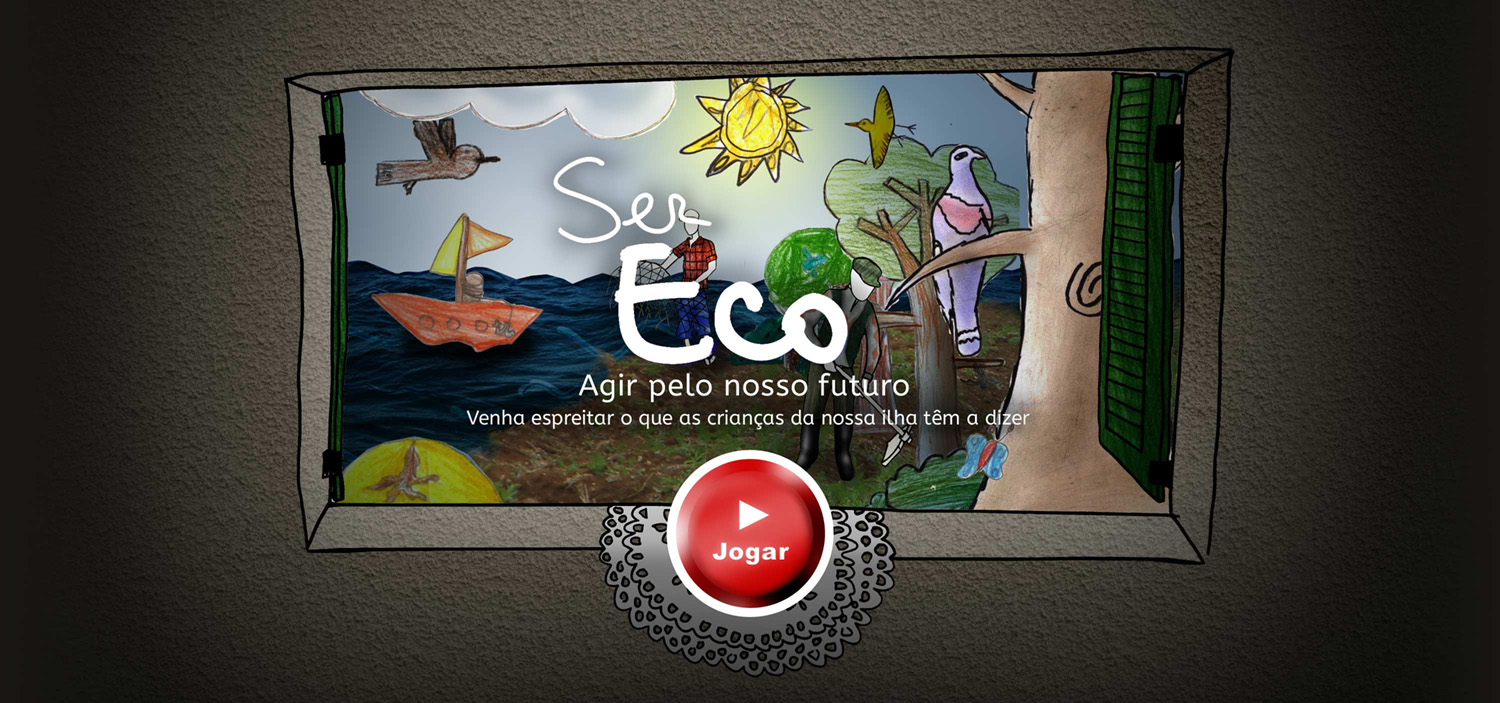 Ser
Eco
Agir pelo nosso futuro
Venha espreitar o que as crianças da nossa ilha têm a dizer
Jogar